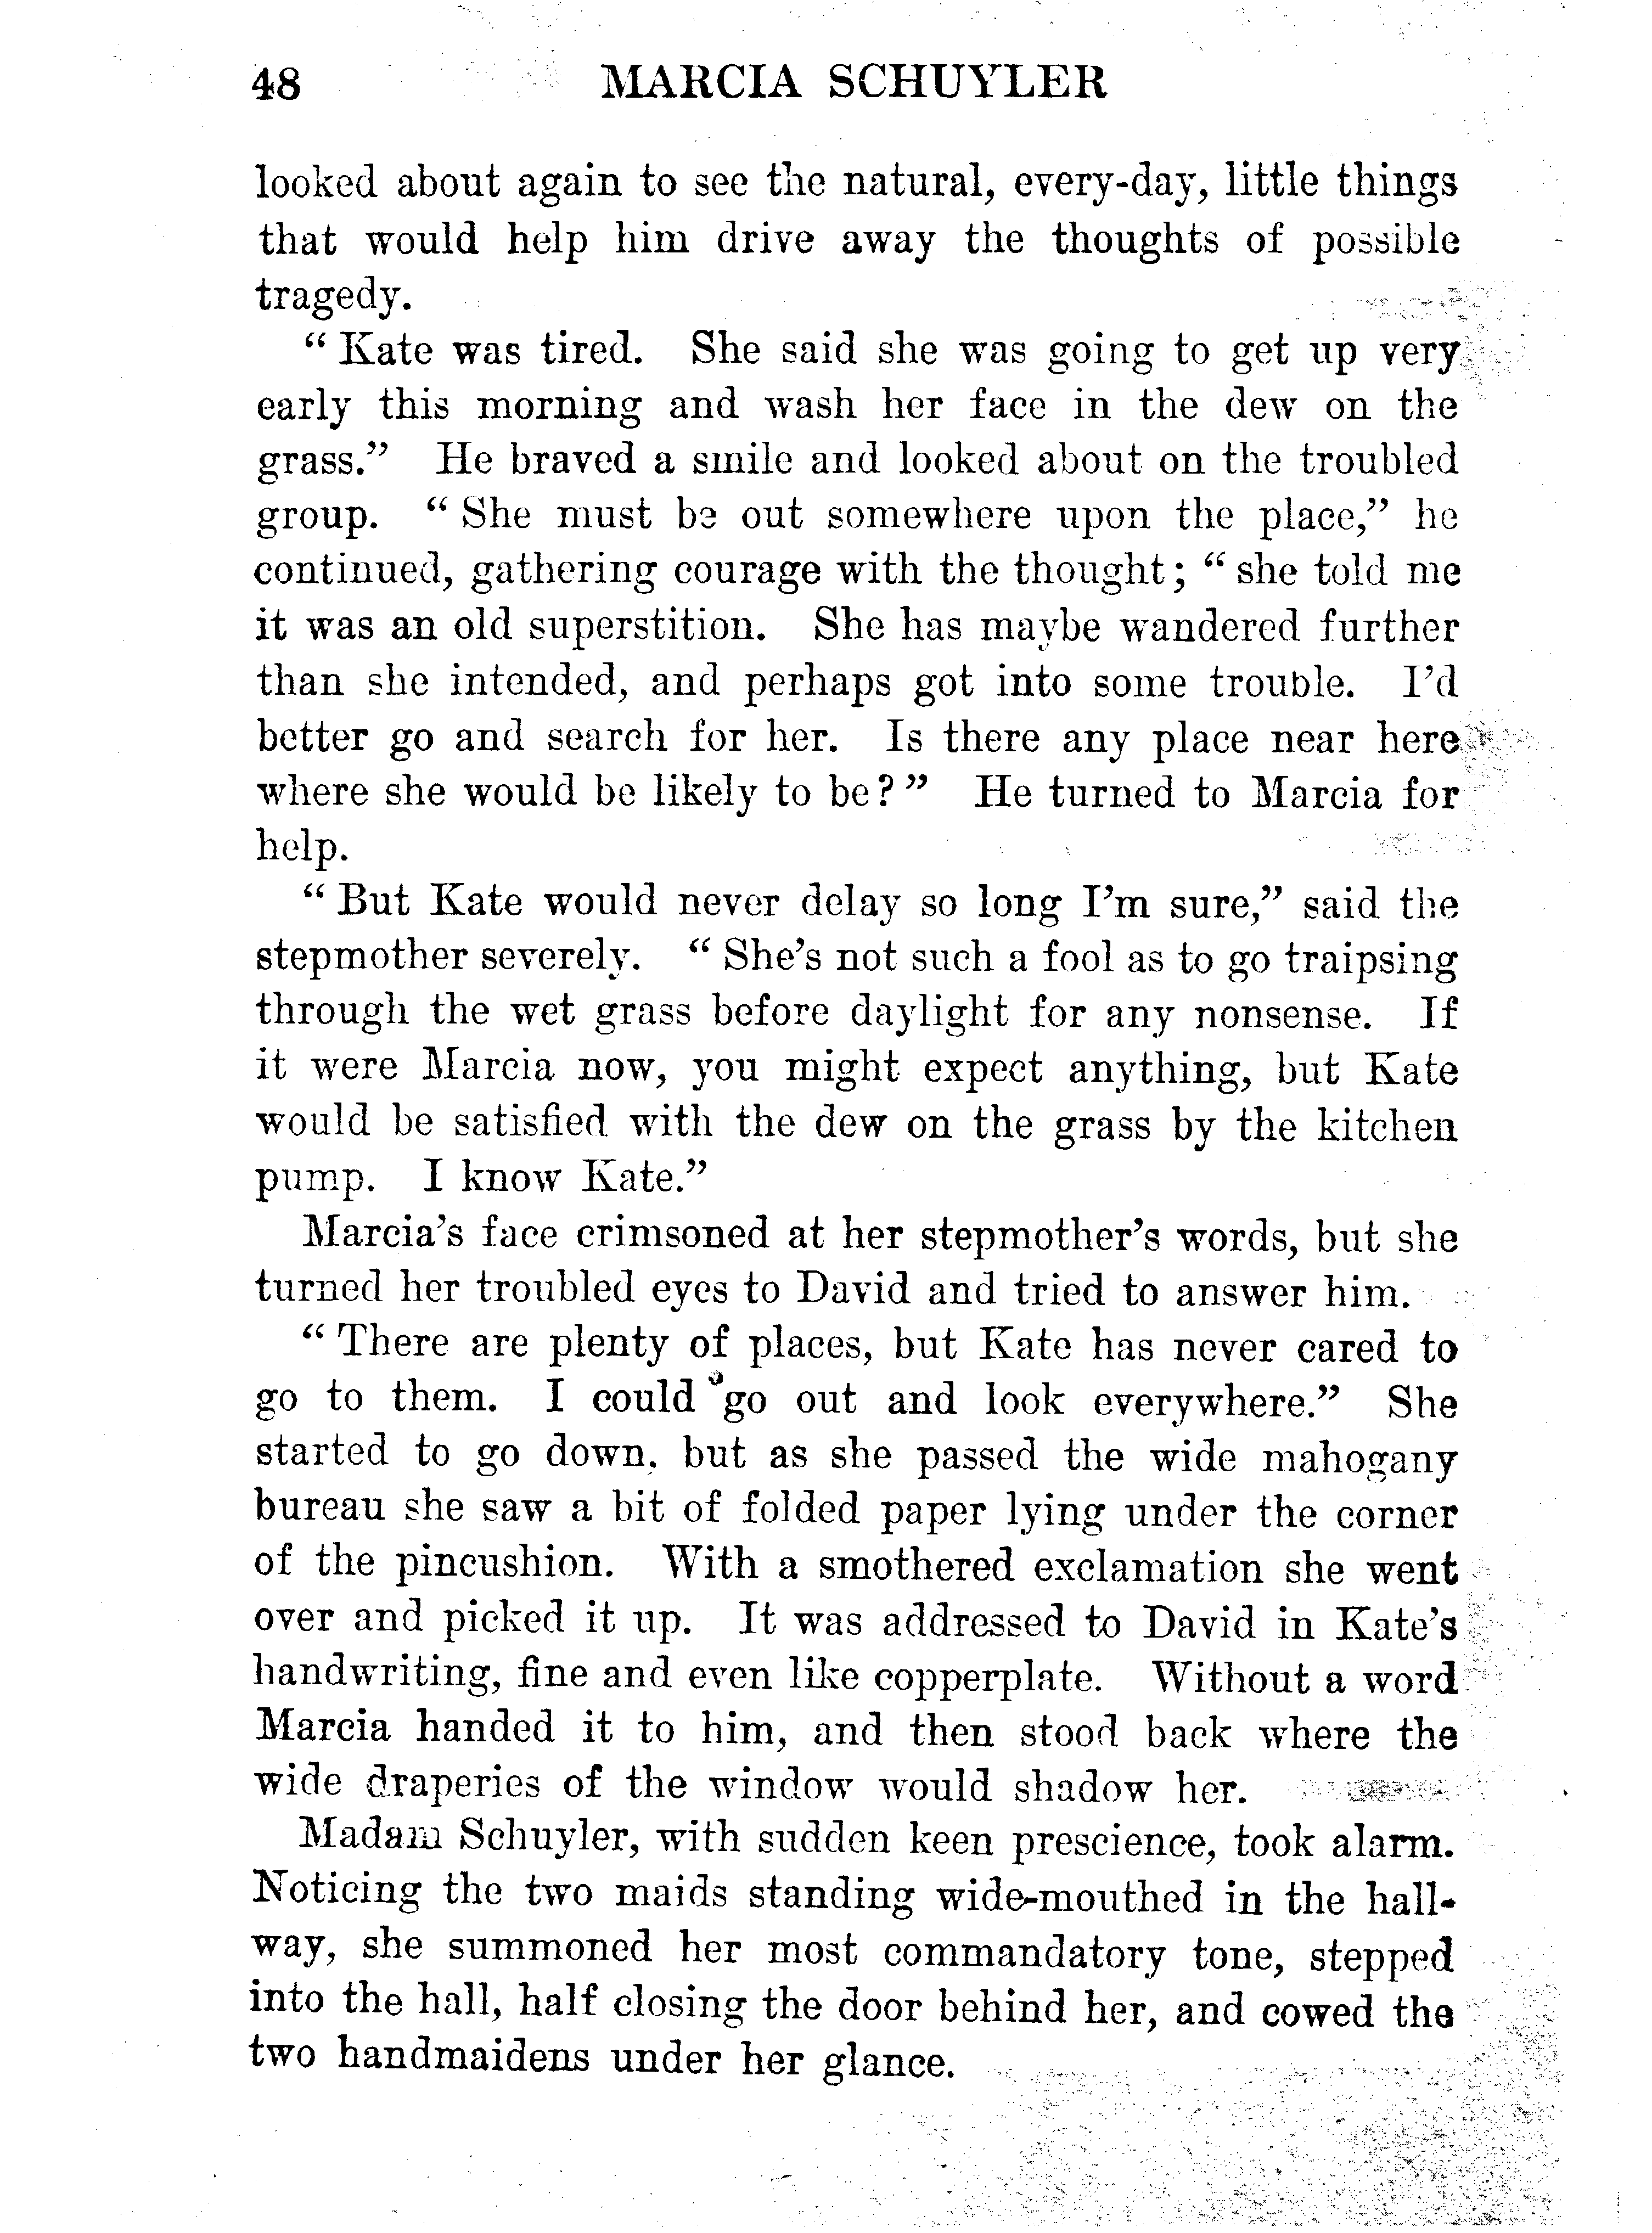 48 MARCIA SCHUYLER
looked about again to see the natural, every-day, little things
that would help him drive away the thoughts of possible
tragedy.
“ Kate was tired. She said she was going to get up very
early this morning and wash her face in the dew on the
grass.” He braved a smile and looked about on the troubled
group. “ She must be out somewhere upon the place,” he
continued, gathering courage with the thought; “ she told me
it was an old superstition. She has maybe wandered further
than she intended, and perhaps got into some trouble. I’d
better go and search for her. Is there any place near here
where she would be likely to be? ” He turned to Marcia for
help.
“ But Kate would never delay so long I’m sure,” said the
stepmother severely. “ She’s not such a fool as to go traipsing
through the wet grass before daylight for any nonsense. If
it were Marcia now, you might expect anything, but Kate
would be satisfied with the dew on the grass by the kitchen
pump. I know Kate.”
Marcia’s face crimsoned at her stepmother’s words, but she
turned her troubled eyes to David and tried to answer him.
“ There are plenty of places, but Kate has never cared to
go to them. I could go out and look everywhere.” She
started to go down, but as she passed the wide mahogany
bureau she saw a bit of folded paper lying under the corner
of the pincushion. With a smothered exclamation she went
over and picked it up. It was addressed to David in Kate’s
handwriting, fine and even like copperplate. Without a word
Marcia handed it to him, and then stood back where the
wide draperies of the window would shadow her.
Madam Schuyler, with sudden keen prescience, took alarm.
Noticing the two maids standing wide-mouthed in the hall-
way, she summoned her most commandatory tone, stepped
into the hall, half closing the door behind her, and cowed the
two handmaidens under her glance.